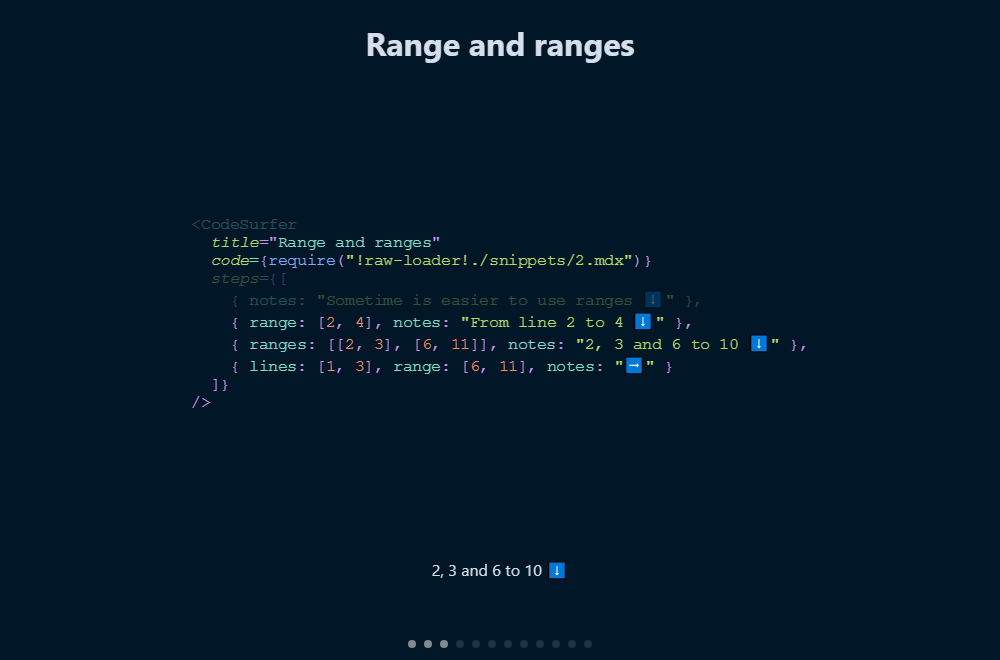 Range and ranges
<CodeSurfer
  title="Range and ranges"
  code={require("!raw-loader!./snippets/2.mdx")}
  steps={[
    { notes: "Sometime is easier to use ranges ⬇" },
    { range: [2, 4], notes: "From line 2 to 4 ⬇" },
    { ranges: [[2, 3], [6, 11]], notes: "2, 3 and 6 to 10 ⬇" },
    { lines: [1, 3], range: [6, 11], notes: "➡" }
  ]}
/>
2, 3 and 6 to 10 ⬇